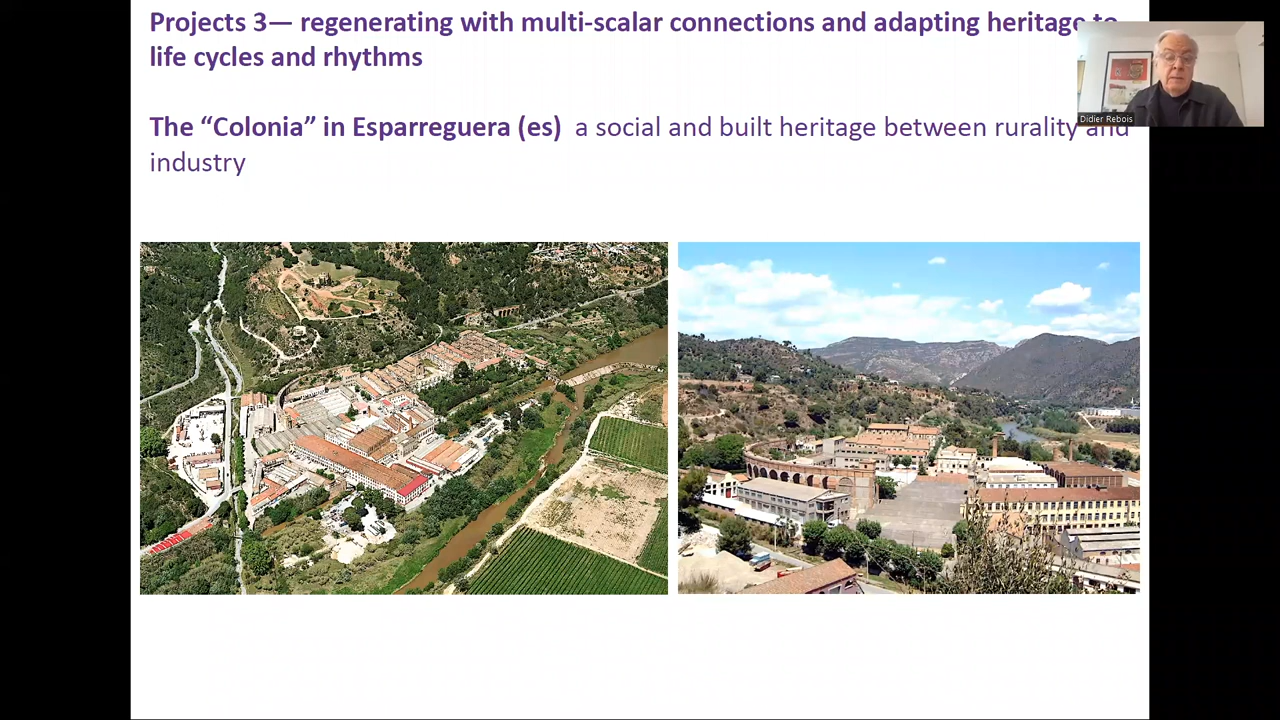 Projects 3— regenerating with multi-scalar connections and adapting heritage to
life cycles and rhythms
The “Colonia” in Esparreguera (es) a social and built heritage between rurality and
industry
Didier Rebois